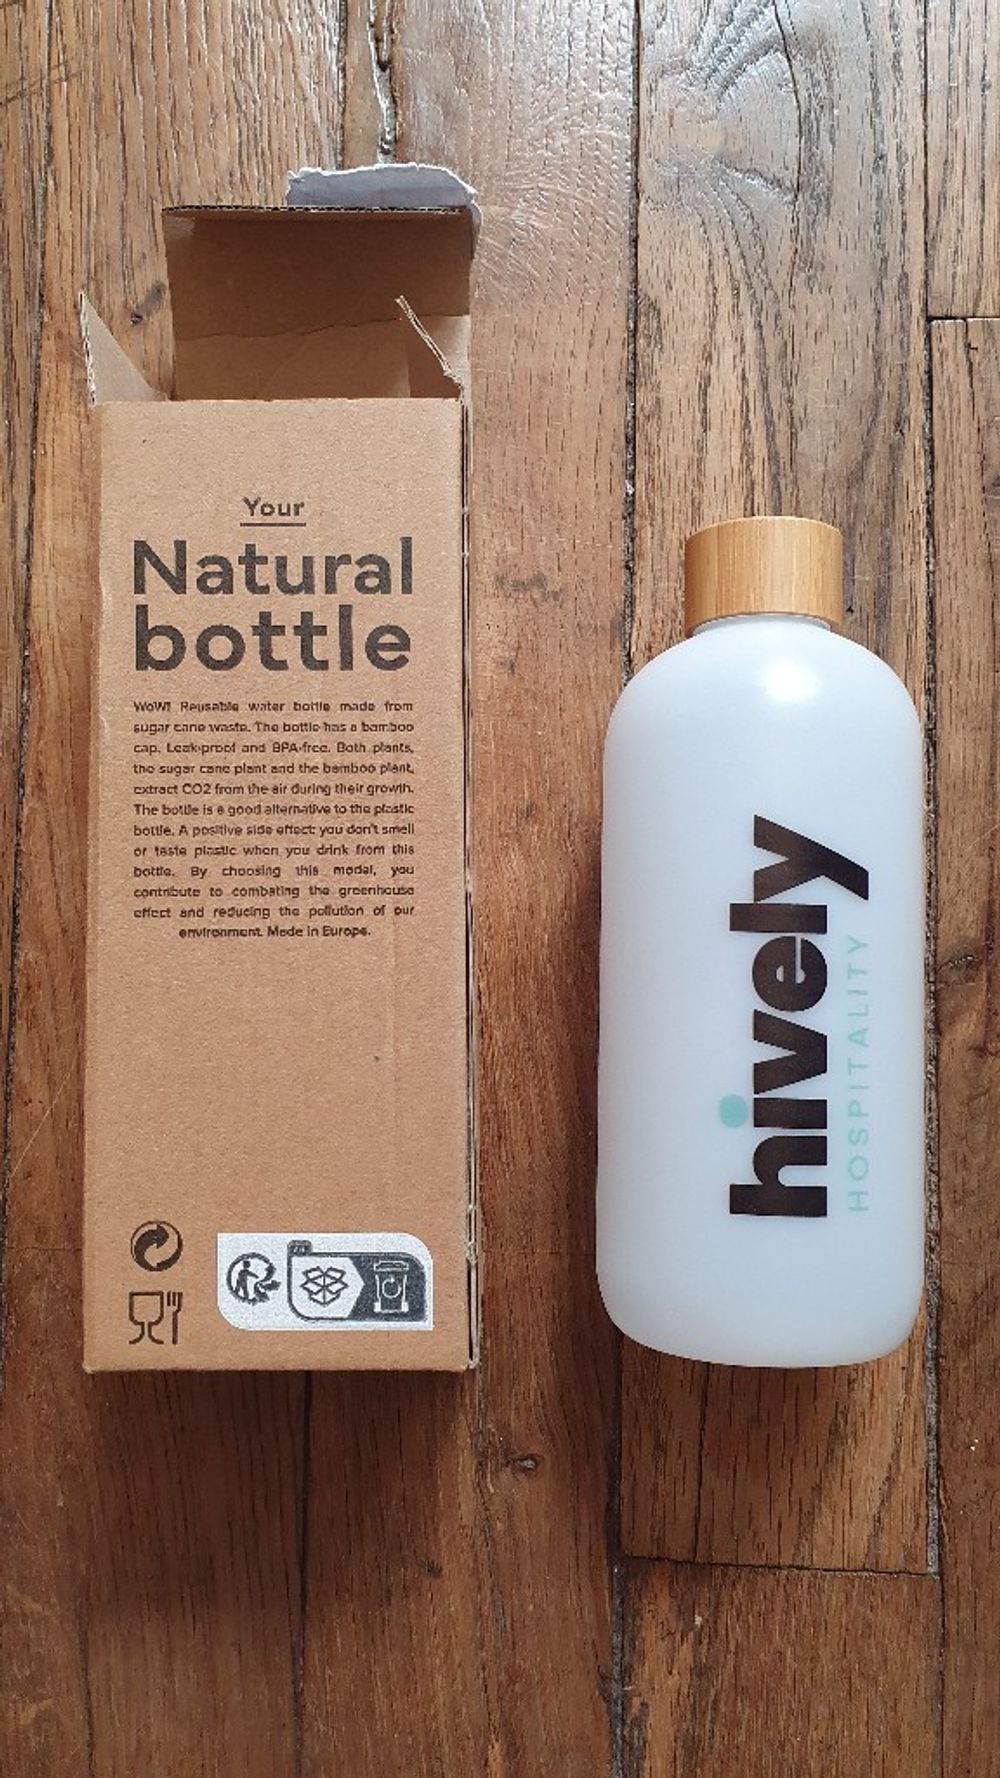 Your
Natural
bottle
WoW! Reusable water bottle made from
sugar cane waste. The bottle has a bamboo
cap. Leak-proof and BPA-free. Both plants,
the sugar cane plant and the bamboo plant,
extract CO2 from the air during their growth.
The bottle is a good alternative to the plastic
bottle. A positive side effect: you don't smell
or taste plastic when you drink from this
bottle. By choosing this model, you
contribute to combating the greenhouse
effect and reducing the pollution of our
environment. Made in Europe.
hively
HOSPITALITY